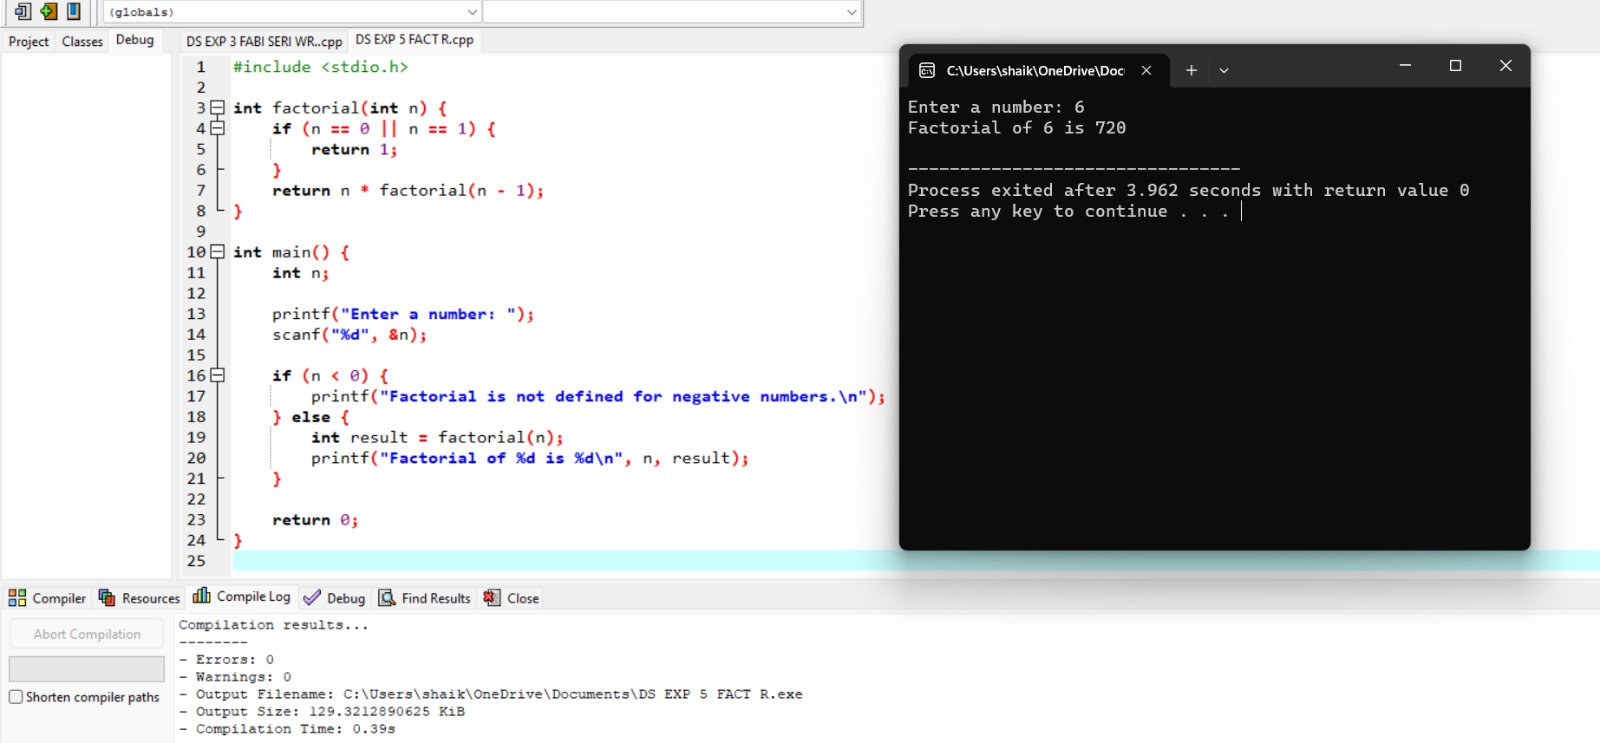 (globals)
Project Classes Debug
DS EXP 3 FABI SERI WR..cpp DS EXP 5 FACT R.cpp
1 #include <stdio.h>
2
3 int factorial(int n) {
4 if (n == 0 || n == 1) {
5 return 1;
6 }
7 return n * factorial(n - 1);
8 }
9
10 int main() {
11 int n;
12
13 printf("Enter a number: ");
14 scanf("%d", &n);
15
16 if (n < 0) {
17 printf("Factorial is not defined for negative numbers.\n");
18 } else {
19 int result = factorial(n);
20 printf("Factorial of %d is %d\n", n, result);
21 }
22
23 return 0;
24 }
25
C:\Users\shaik\OneDrive\Doc
Enter a number: 6
Factorial of 6 is 720
--------------------------------
Process exited after 3.962 seconds with return value 0
Press any key to continue . . .
Compiler Resources Compile Log Debug Find Results Close
Abort Compilation
Shorten compiler paths
Compilation results...
--------
- Errors: 0
- Warnings: 0
- Output Filename: C:\Users\shaik\OneDrive\Documents\DS EXP 5 FACT R.exe
- Output Size: 129.3212890625 KiB
- Compilation Time: 0.39s